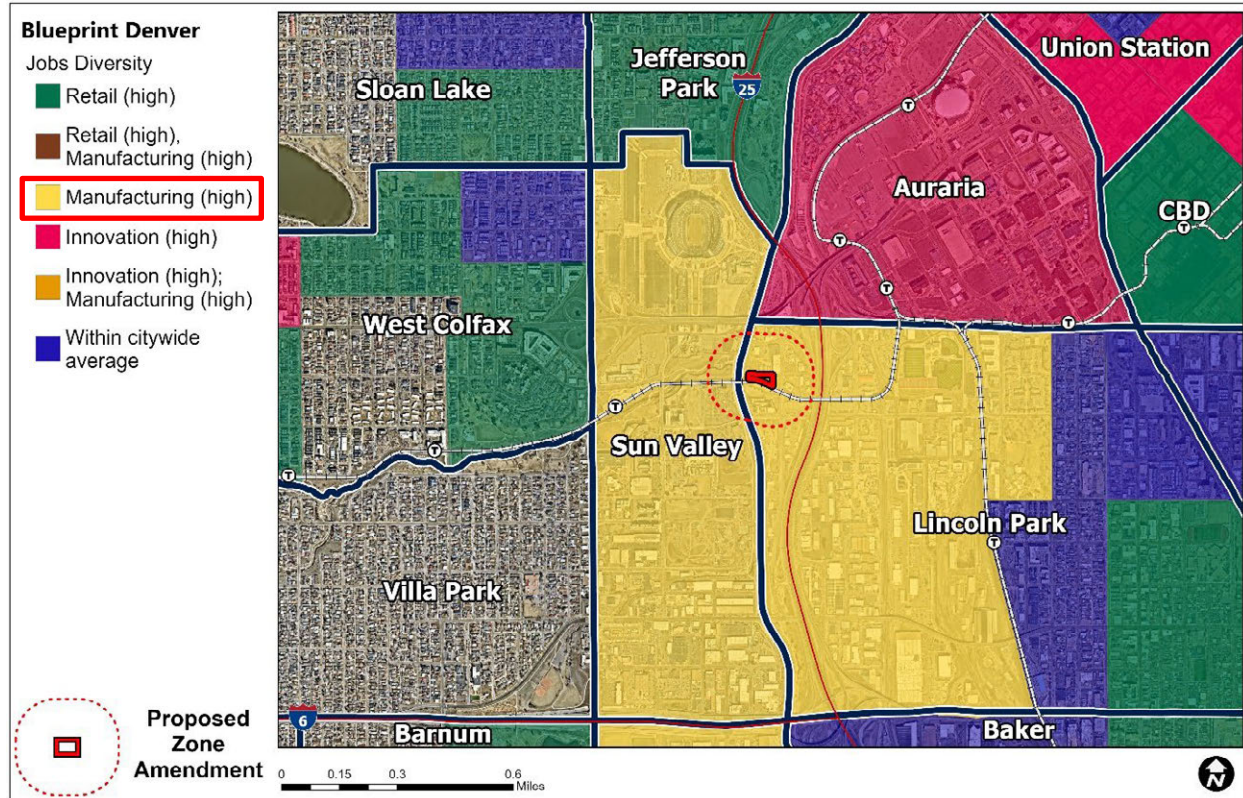 Blueprint Denver
Jobs Diversity
Retail (high)
Retail (high),
Manufacturing (high)
Manufacturing (high)
Innovation (high)
Innovation (high);
Manufacturing (high)
Within citywide
average
Proposed
Zone
Amendment
Sloan Lake
Jefferson
Park
25
Union Station
T
Auraria
CBD
T
T
T
T
West Colfax
T
T
T
Sun Valley
Lincoln Park
T
Villa Park
6
Barnum
Baker
0 0.15 0.3 0.6
Miles